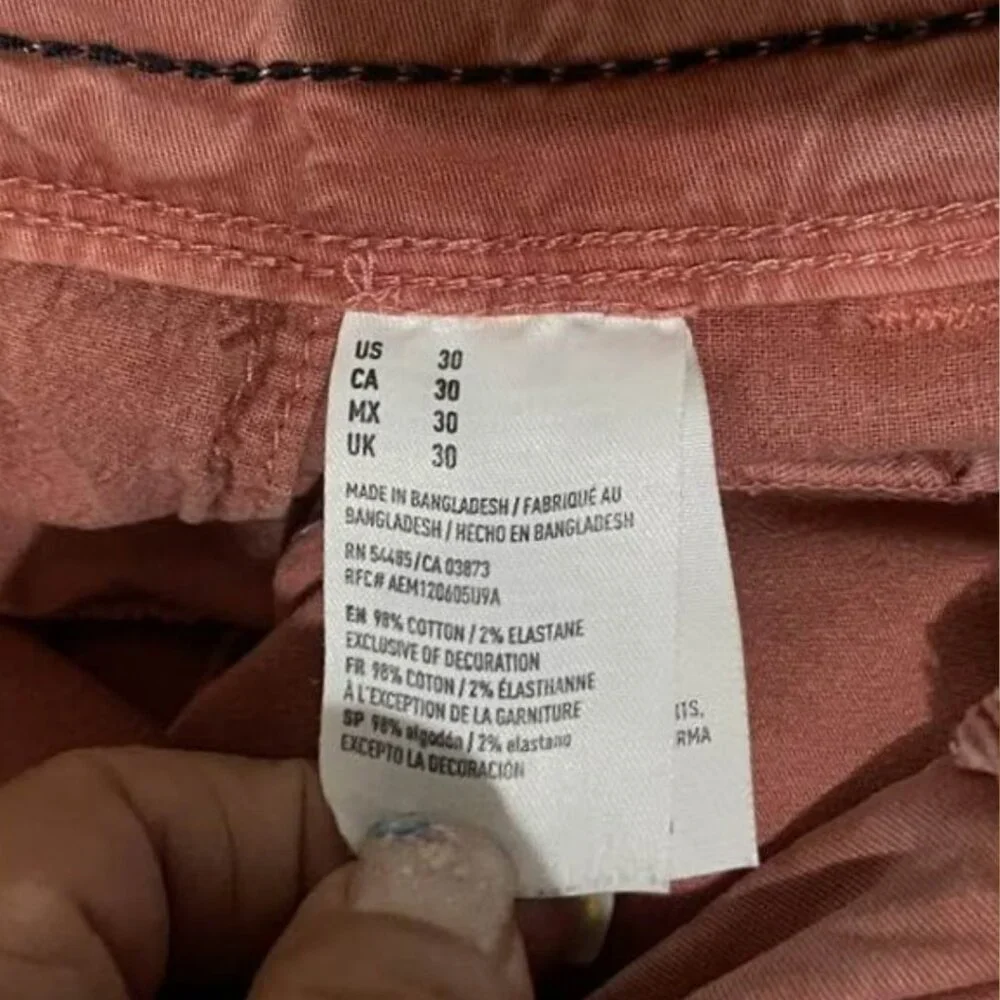 US 30
CA 30
MX 30
UK 30
MADE IN BANGLADESH / FABRIQUÉ AU
BANGLADESH / HECHO EN BANGLADESH
RN 54485/CA 03873
RFC# AEM120605U9A
EN 98% COTTON / 2% ELASTANE
EXCLUSIVE OF DECORATION
FR 98% COTON / 2% ÉLASTHANNE
À L'EXCEPTION DE LA GARNITURE
SP 98% algodón / 2% elastano
EXCEPTO LA DECORACIÓN
RMA